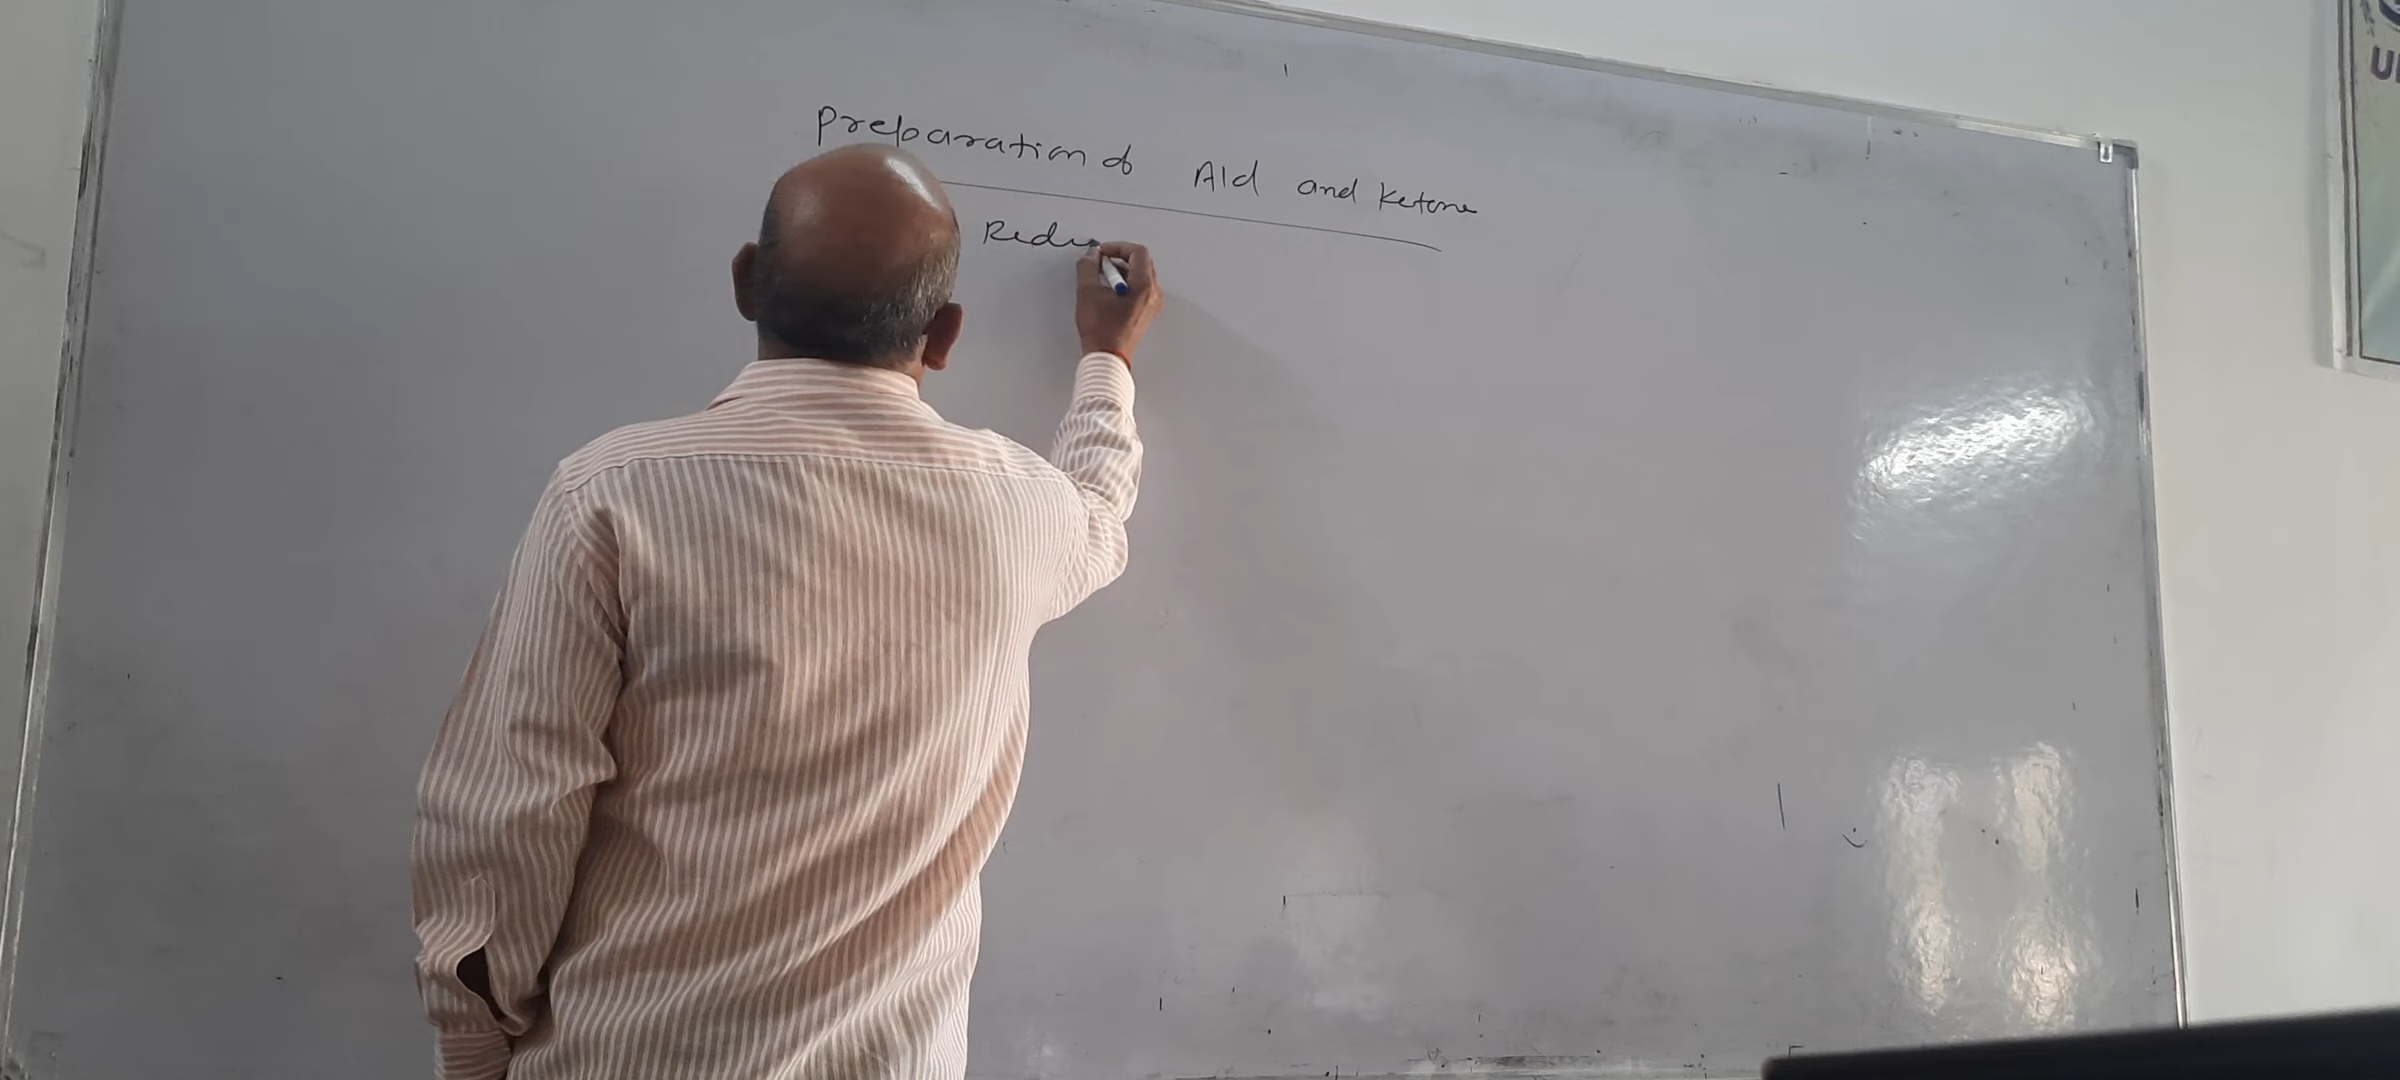 Preparation of Ald and Ketone
Redu